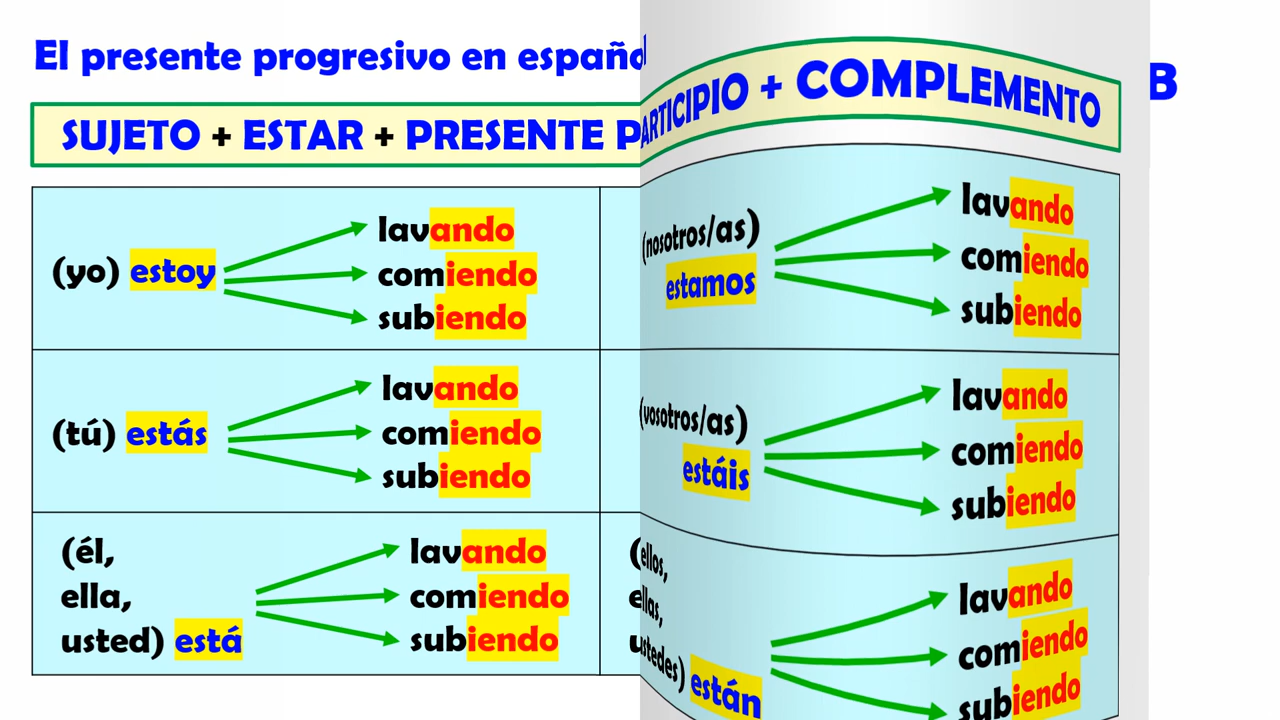 El presente progresivo en españo
B
SUJETO + ESTAR + PRESENTE PARTICIPIO + COMPLEMENTO
(yo) estoy
lavando
comiendo
subiendo
(nosotros/as)
estamos
lavando
comiendo
subiendo
(tú) estás
lavando
comiendo
subiendo
(vosotros/as)
estáis
lavando
comiendo
subiendo
(él,
ella,
usted) está
lavando
comiendo
subiendo
(ellos,
ellas,
ustedes) están
lavando
comiendo
subiendo